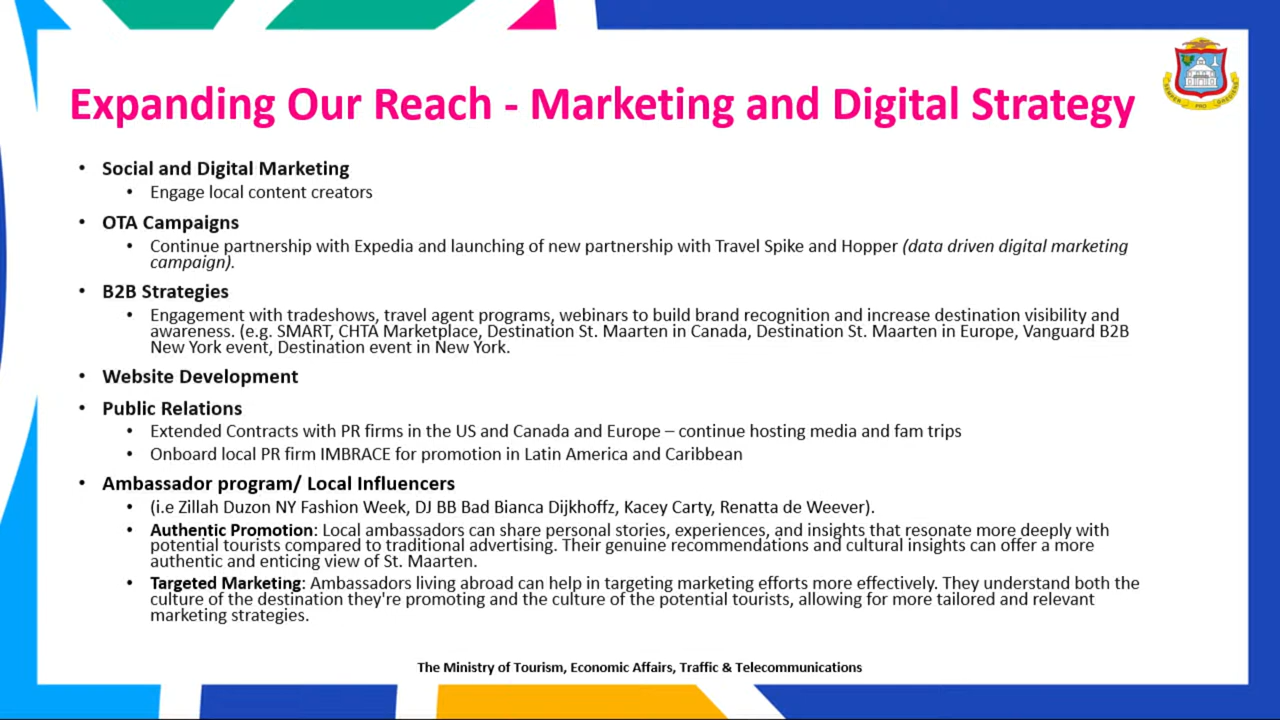 Expanding Our Reach - Marketing and Digital Strategy
SEMPER PRO GREDIENS
• Social and Digital Marketing
• Engage local content creators
• OTA Campaigns
• Continue partnership with Expedia and launching of new partnership with Travel Spike and Hopper (data driven digital marketing
campaign).
• B2B Strategies
• Engagement with tradeshows, travel agent programs, webinars to build brand recognition and increase destination visibility and
awareness. (e.g. SMART, CHTA Marketplace, Destination St. Maarten in Canada, Destination St. Maarten in Europe, Vanguard B2B
New York event, Destination event in New York.
• Website Development
• Public Relations
• Extended Contracts with PR firms in the US and Canada and Europe – continue hosting media and fam trips
• Onboard local PR firm IMBRACE for promotion in Latin America and Caribbean
• Ambassador program/ Local Influencers
• (i.e Zillah Duzon NY Fashion Week, DJ BB Bad Bianca Dijkhoffz, Kacey Carty, Renatta de Weever).
• Authentic Promotion: Local ambassadors can share personal stories, experiences, and insights that resonate more deeply with
potential tourists compared to traditional advertising. Their genuine recommendations and cultural insights can offer a more
authentic and enticing view of St. Maarten.
• Targeted Marketing: Ambassadors living abroad can help in targeting marketing efforts more effectively. They understand both the
culture of the destination they're promoting and the culture of the potential tourists, allowing for more tailored and relevant
marketing strategies.
The Ministry of Tourism, Economic Affairs, Traffic & Telecommunications